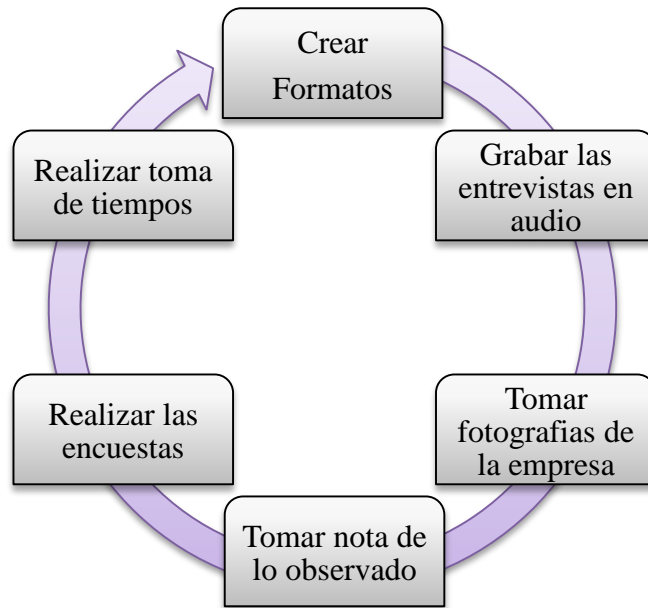 Crear
Formatos
Grabar las
entrevistas en
audio
Tomar
fotografias de
la empresa
Tomar nota de
lo observado
Realizar las
encuestas
Realizar toma
de tiempos